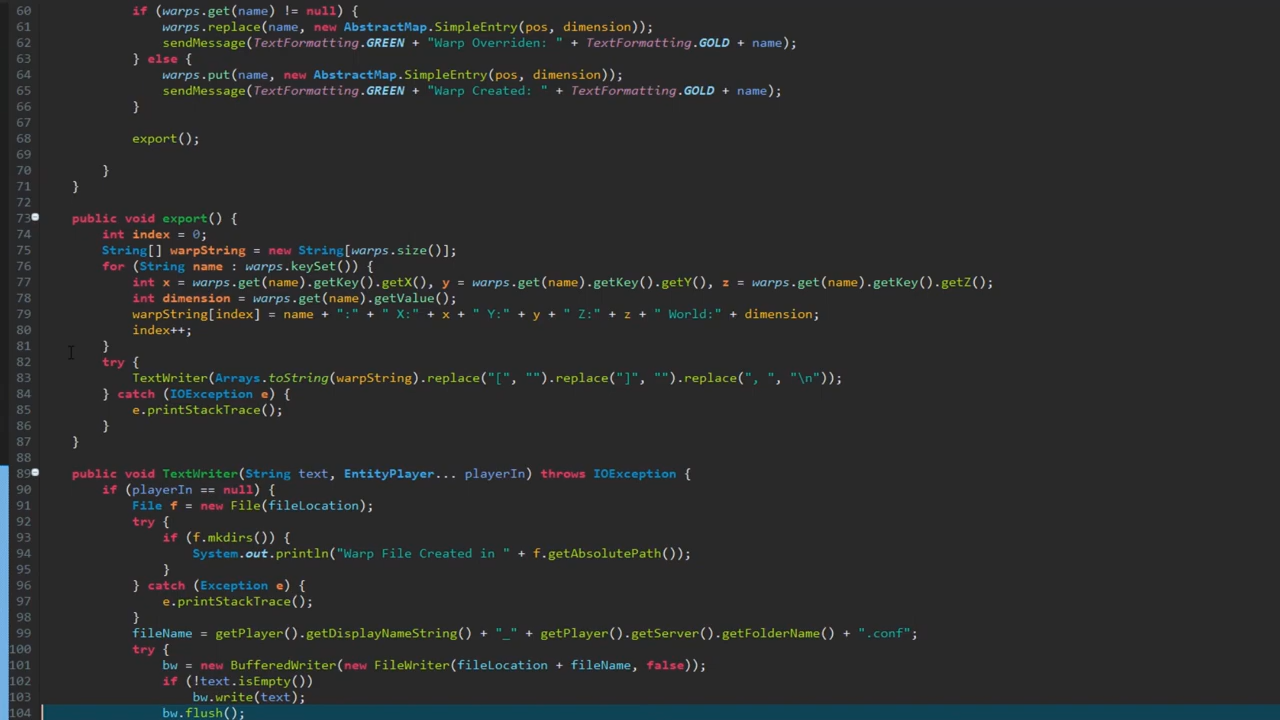 60 if (warps.get(name) != null) {
61 warps.replace(name, new AbstractMap.SimpleEntry(pos, dimension));
62 sendMessage(TextFormatting.GREEN + "Warp Overriden: " + TextFormatting.GOLD + name);
63 } else {
64 warps.put(name, new AbstractMap.SimpleEntry(pos, dimension));
65 sendMessage(TextFormatting.GREEN + "Warp Created: " + TextFormatting.GOLD + name);
66 }
67
68 export();
69
70 }
71 }
72
73 public void export() {
74 int index = 0;
75 String[] warpString = new String[warps.size()];
76 for (String name : warps.keySet()) {
77 int x = warps.get(name).getKey().getX(), y = warps.get(name).getKey().getY(), z = warps.get(name).getKey().getZ();
78 int dimension = warps.get(name).getValue();
79 warpString[index] = name + ":" + " X:" + x + " Y:" + y + " Z:" + z + " World:" + dimension;
80 index++;
81 }
82 try {
83 TextWriter(Arrays.toString(warpString).replace("[", "").replace("]", "").replace(", ", "\n"));
84 } catch (IOException e) {
85 e.printStackTrace();
86 }
87 }
88
89 public void TextWriter(String text, EntityPlayer... playerIn) throws IOException {
90 if (playerIn == null) {
91 File f = new File(fileLocation);
92 try {
93 if (f.mkdirs()) {
94 System.out.println("Warp File Created in " + f.getAbsolutePath());
95 }
96 } catch (Exception e) {
97 e.printStackTrace();
98 }
99 fileName = getPlayer().getDisplayNameString() + "_" + getPlayer().getServer().getFolderName() + ".conf";
100 try {
101 bw = new BufferedWriter(new FileWriter(fileLocation + fileName, false));
102 if (!text.isEmpty())
103 bw.write(text);
104 bw.flush();